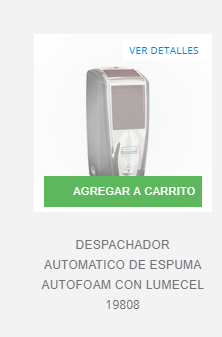 VER DETALLES
AGREGAR A CARRITO
DESPACHADOR
AUTOMATICO DE ESPUMA
AUTOFOAM CON LUMECEL
19808